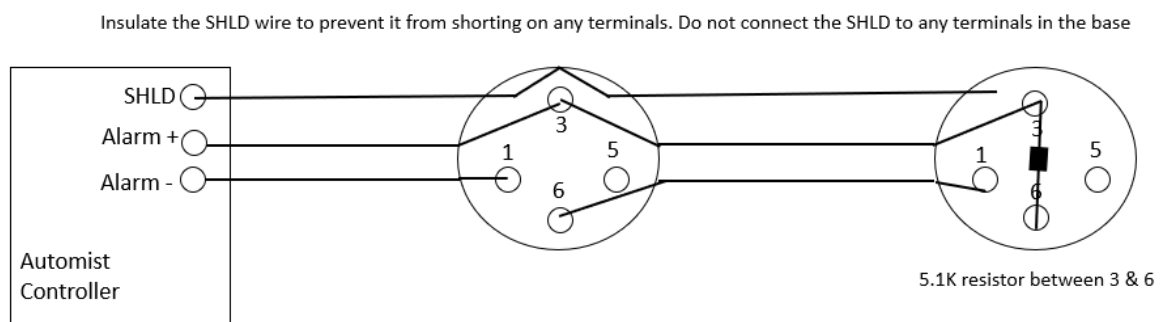 Insulate the SHLD wire to prevent it from shorting on any terminals. Do not connect the SHLD to any terminals in the base
SHLD
Alarm +
Alarm -
3
1
5
6
3
1
5
6
Automist
Controller
5.1K resistor between 3 & 6